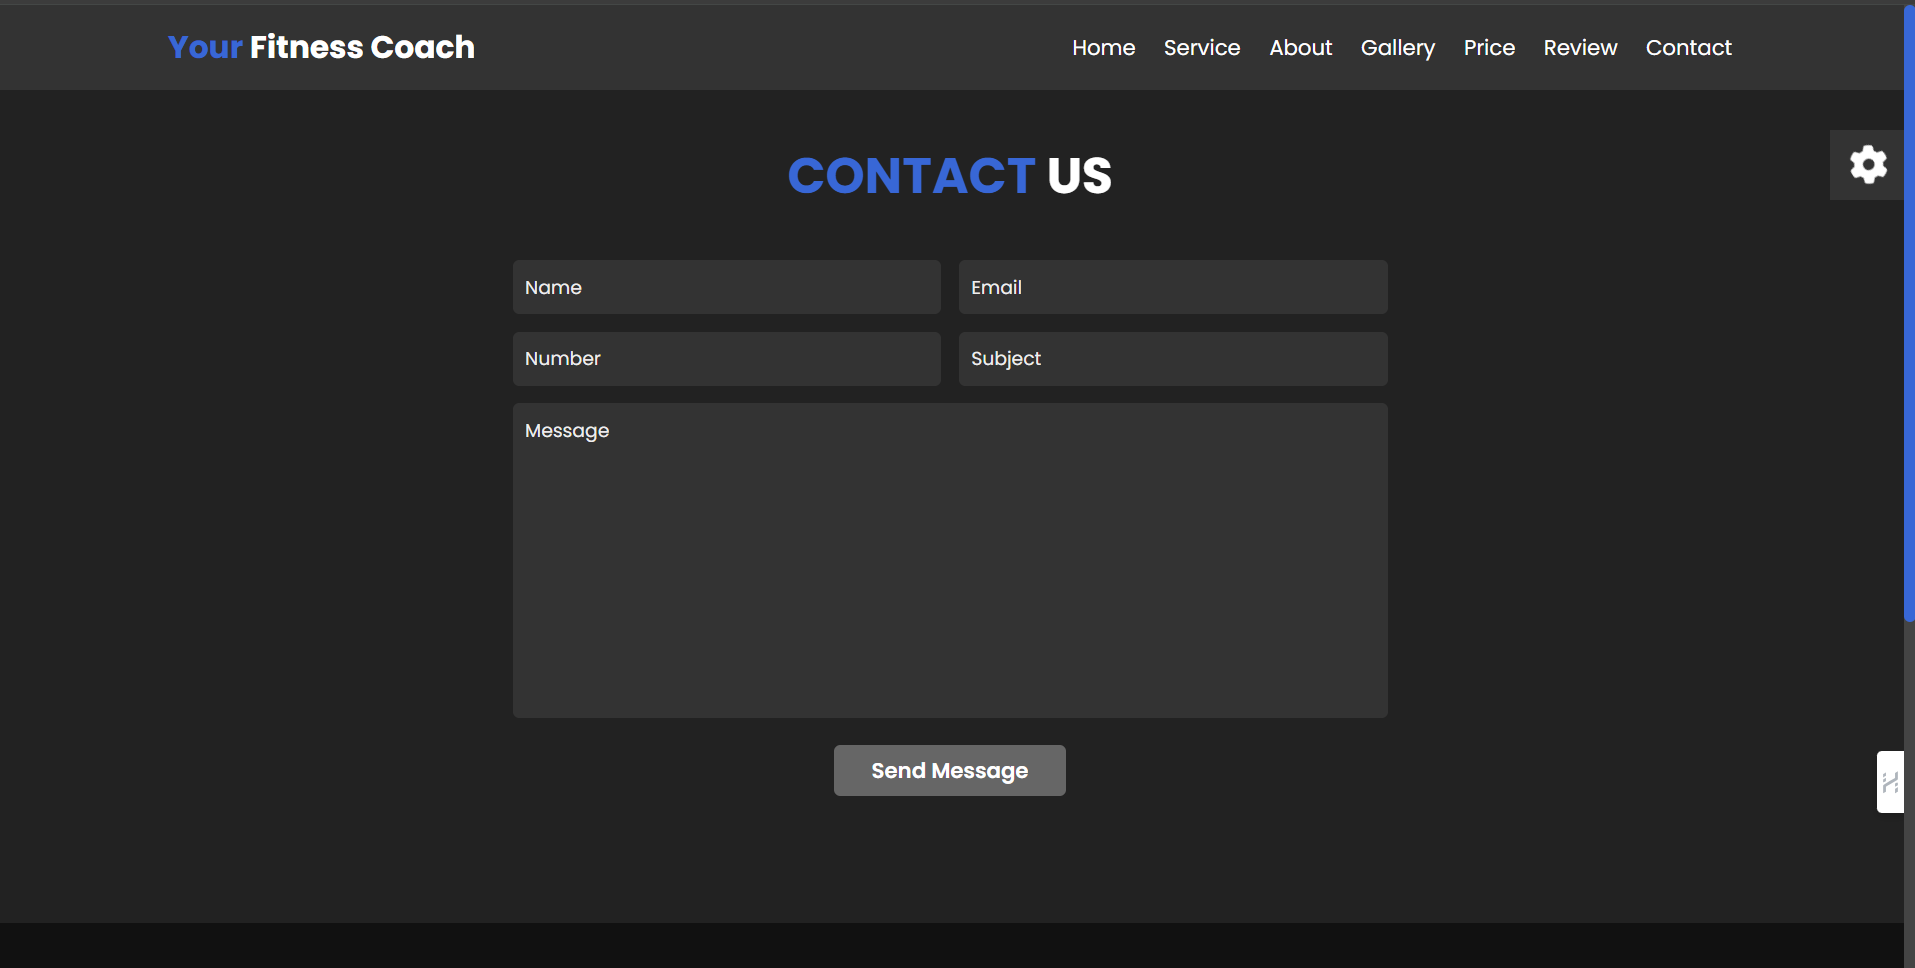 Your Fitness Coach
Home Service About Gallery Price Review Contact
CONTACT US
Name Email
Number Subject
Message
Send Message